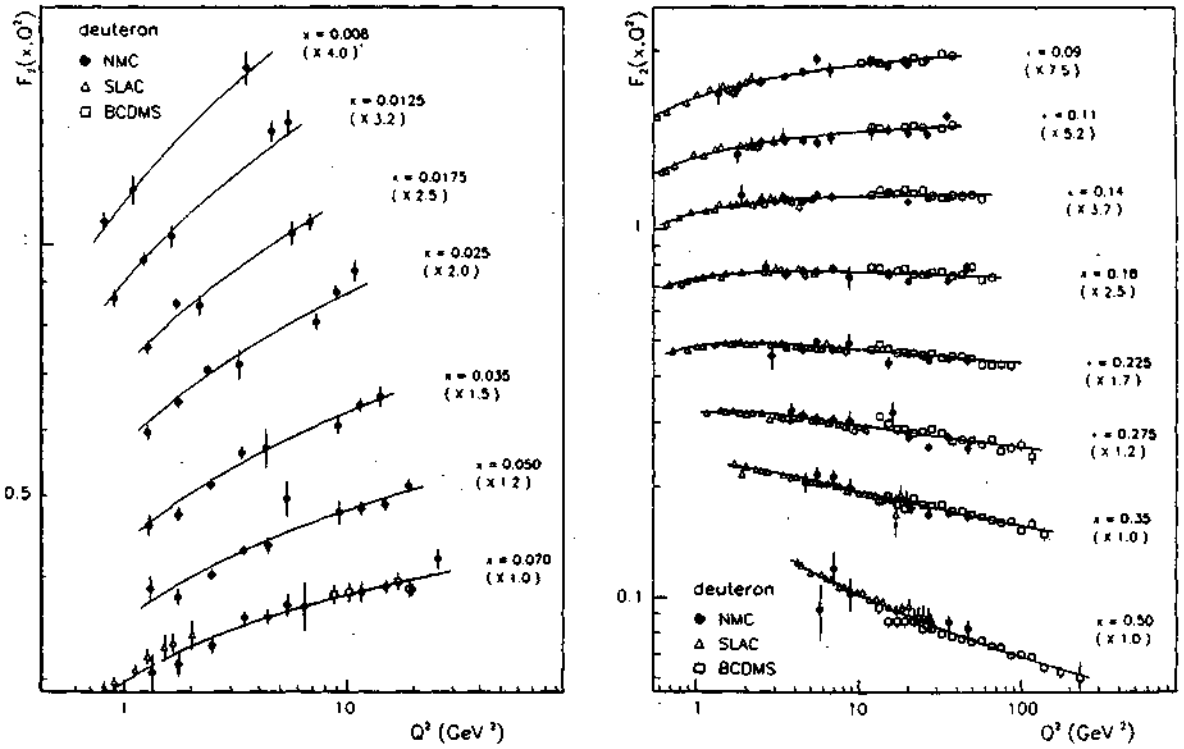 F₂(x,Q²)
deuteron
NMC
SLAC
BCDMS
x = 0.008
(×4.0)
x = 0.0125
(×3.2)
x = 0.0175
(×2.5)
x = 0.025
(×2.0)
x = 0.035
(×1.5)
x = 0.050
(×1.2)
x = 0.070
(×1.0)
1
0.5
1
10
Q² (GeV²)
F₂(x,Q²)
x = 0.09
(×7.5)
x = 0.11
(×5.2)
x = 0.14
(×3.7)
x = 0.18
(×2.5)
x = 0.225
(×1.7)
x = 0.275
(×1.2)
x = 0.35
(×1.0)
x = 0.50
(×1.0)
deuteron
NMC
SLAC
BCDMS
1
0.1
1
10
100
Q² (GeV²)